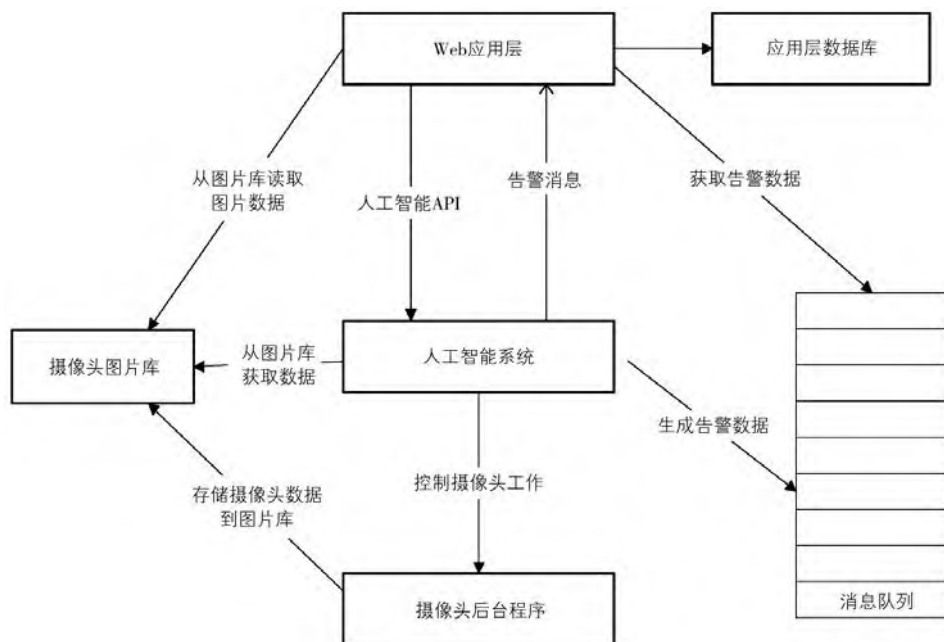 Web应用层
应用层数据库
从图片库读取
图片数据
人工智能API
告警消息
获取告警数据
摄像头图片库
从图片库
获取数据
人工智能系统
生成告警数据
控制摄像头工作
存储摄像头数据
到图片库
摄像头后台程序
消息队列